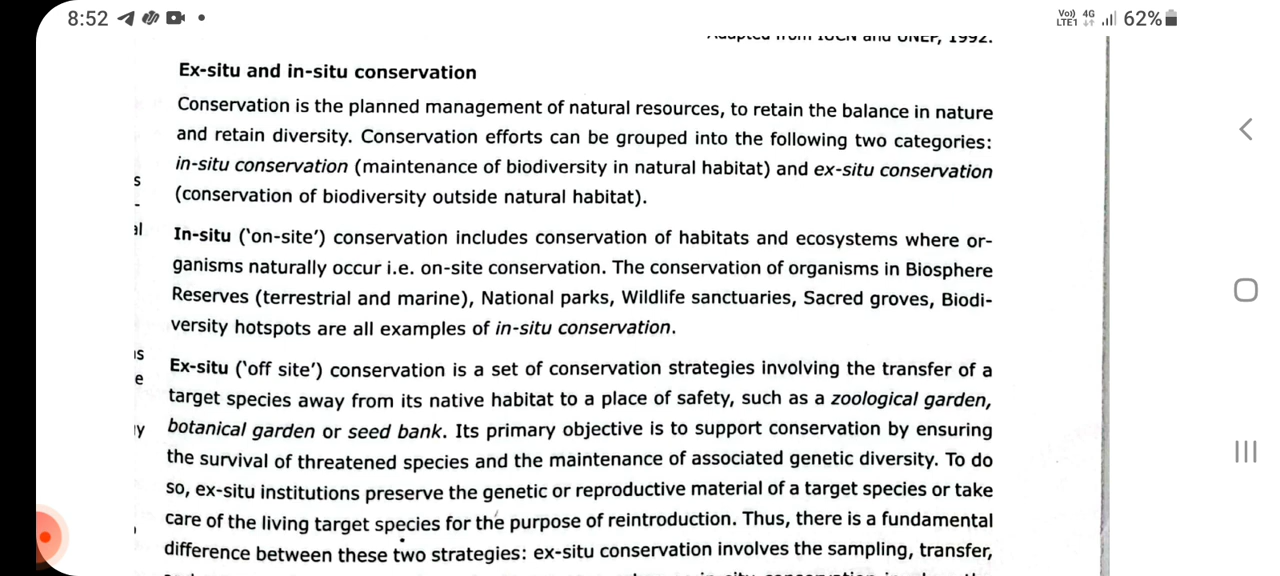 8:52
Vo)) 4G
LTE1 62%
Adapted from IUCN and UNEP, 1992.
Ex-situ and in-situ conservation
Conservation is the planned management of natural resources, to retain the balance in nature
and retain diversity. Conservation efforts can be grouped into the following two categories:
in-situ conservation (maintenance of biodiversity in natural habitat) and ex-situ conservation
(conservation of biodiversity outside natural habitat).
In-situ ('on-site') conservation includes conservation of habitats and ecosystems where or-
ganisms naturally occur i.e. on-site conservation. The conservation of organisms in Biosphere
Reserves (terrestrial and marine), National parks, Wildlife sanctuaries, Sacred groves, Biodi-
versity hotspots are all examples of in-situ conservation.
Ex-situ ('off site') conservation is a set of conservation strategies involving the transfer of a
target species away from its native habitat to a place of safety, such as a zoological garden,
botanical garden or seed bank. Its primary objective is to support conservation by ensuring
the survival of threatened species and the maintenance of associated genetic diversity. To do
so, ex-situ institutions preserve the genetic or reproductive material of a target species or take
care of the living target species for the purpose of reintroduction. Thus, there is a fundamental
difference between these two strategies: ex-situ conservation involves the sampling, transfer,